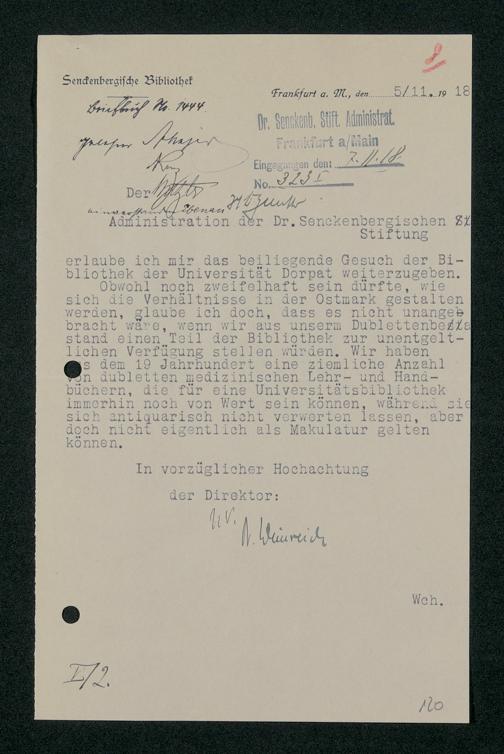 Senckenbergische Bibliothek
Frankfurt a. M., den 5/11. 1918
Briefbuch No. 1444.
Dr. Senckenb. Stift. Administrat.
Frankfurt a/Main
Eingegangen den: 7.11.18.
No. 323 I
gelesen
Der
einverstanden
Administration der Dr. Senckenbergischen
Stiftung
erlaube ich mir das beiliegende Gesuch der Bi-
bliothek der Universität Dorpat weiterzugeben.
Obwohl noch zweifelhaft sein dürfte, wie
sich die Verhältnisse in der Ostmark gestalten
werden, glaube ich doch, dass es nicht unange
bracht wäre, wenn wir aus unserm Dublettenbe
stand einen Teil der Bibliothek zur unentgelt-
lichen Verfügung stellen würden. Wir haben
dem 19 Jahrhundert eine ziemliche Anzahl
von dubletten medizinischen Lehr- und Hand-
büchern, die für eine Universitätsbibliothek
immerhin noch von Wert sein können, während sie
sich antiquarisch nicht verwerten lassen, aber
doch nicht eigentlich als Makulatur gelten
können.
In vorzüglicher Hochachtung
der Direktor:
i.V.
A. Weinreich
Wch.
II/2.
120